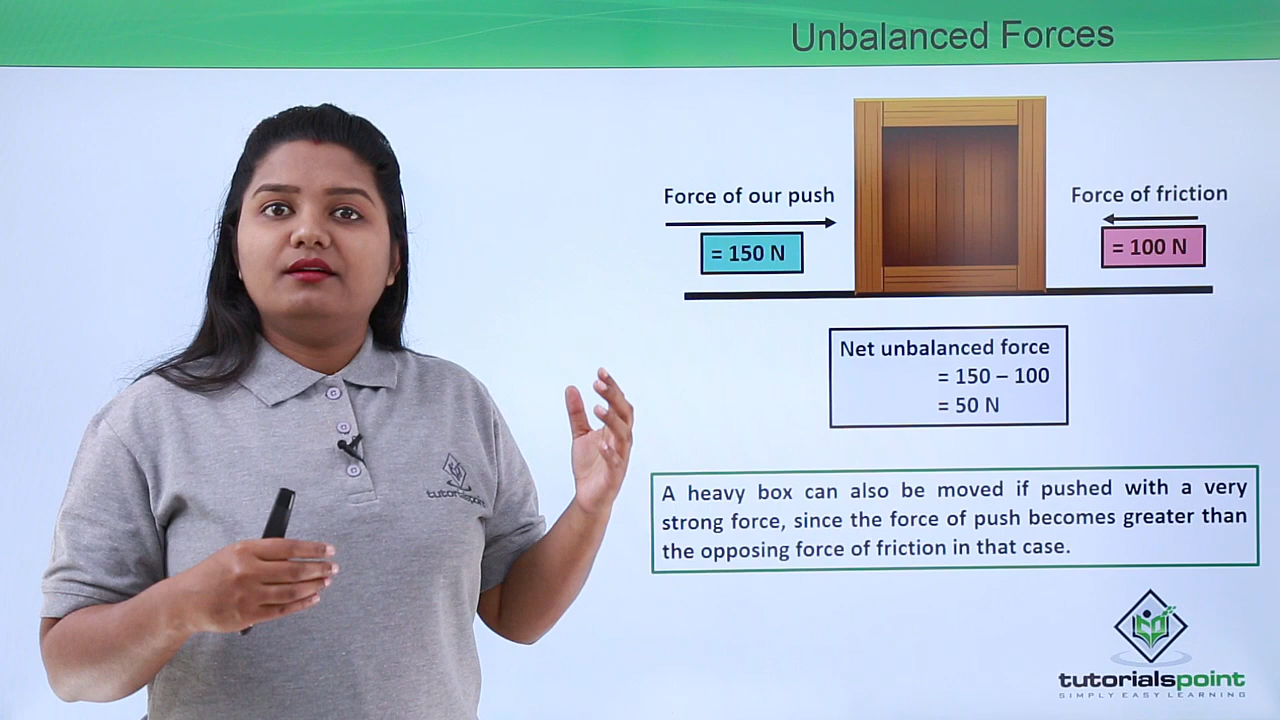 Unbalanced Forces
Force of our push
= 150 N
Force of friction
= 100 N
Net unbalanced force
= 150 – 100
= 50 N
A heavy box can also be moved if pushed with a very
strong force, since the force of push becomes greater than
the opposing force of friction in that case.
tutorialspoint
tutorialspoint
SIMPLY EASY LEARNING